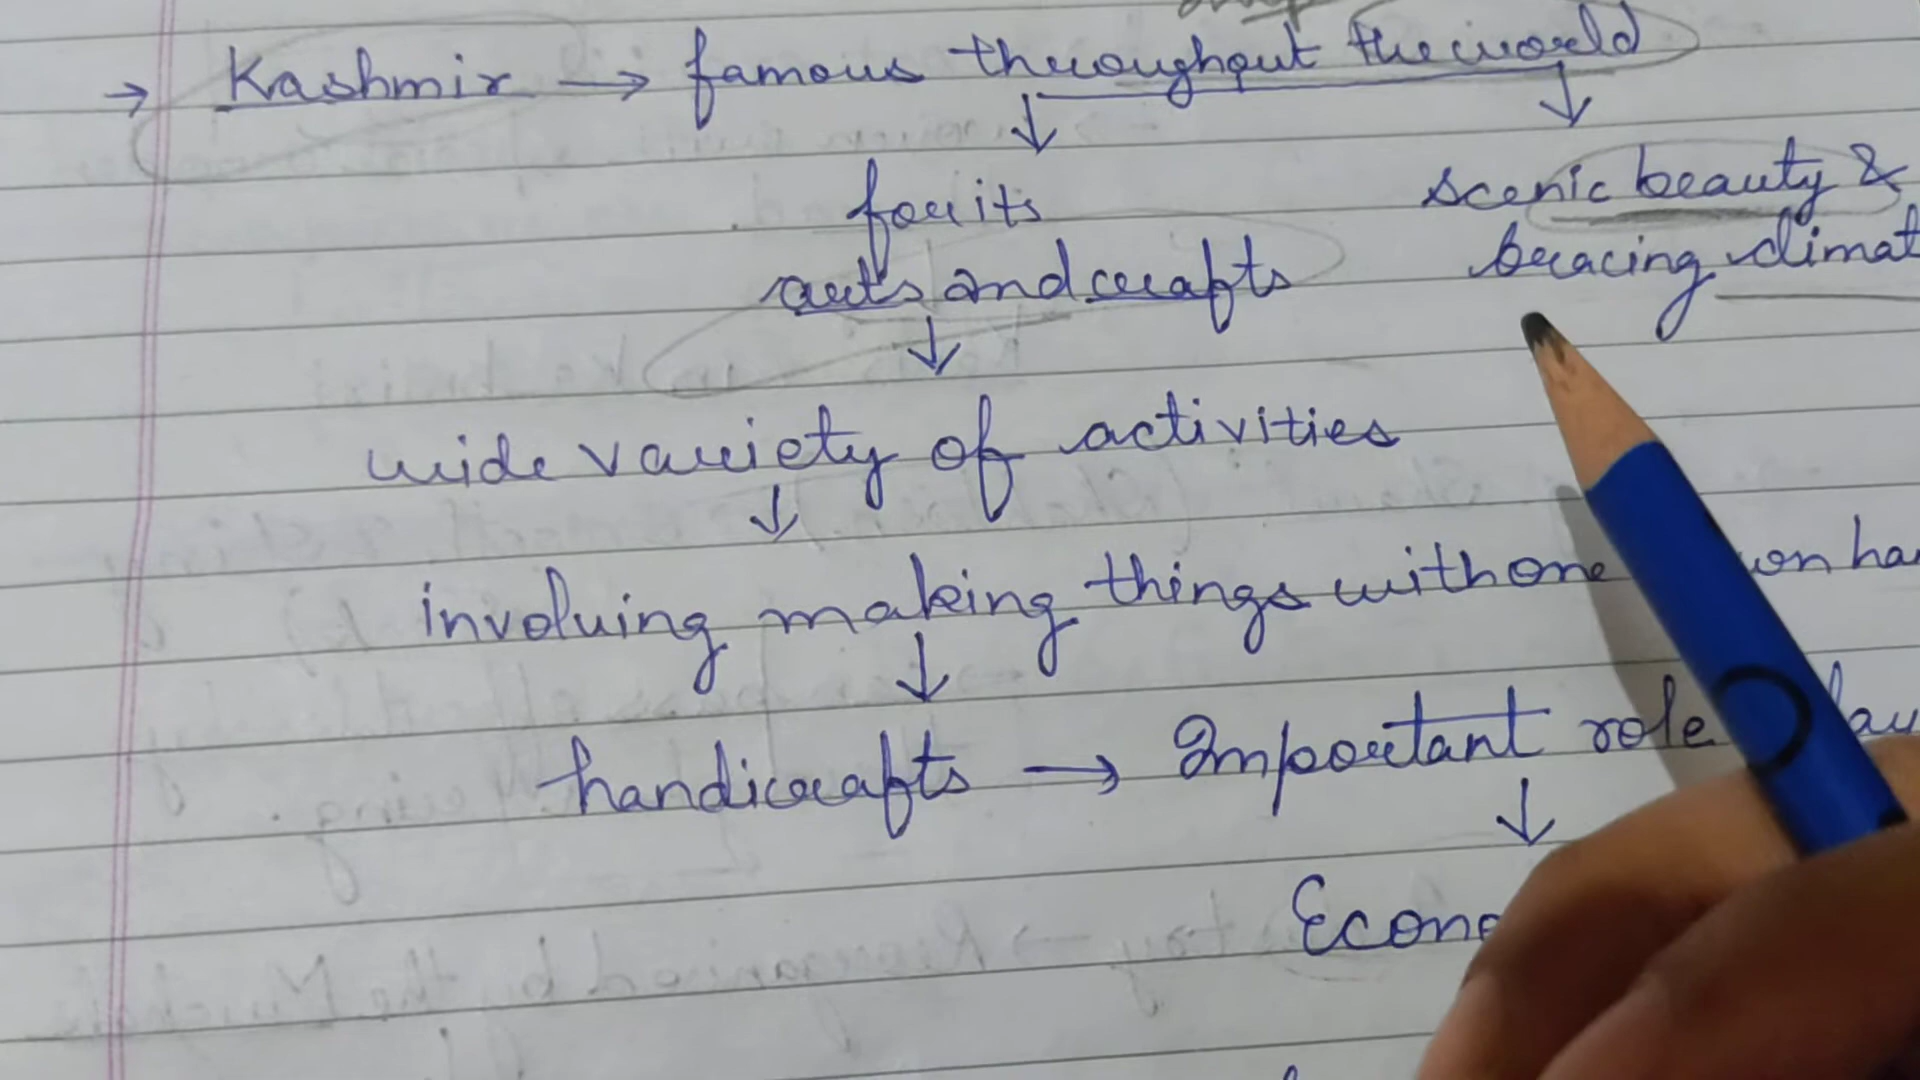 → Kashmir → famous throughout the world
↓ ↓
for its scenic beauty &
arts and crafts bracing climat
↓
wide variety of activities
↓
involving making things with one
↓
handicrafts → Important role
↓
Econo